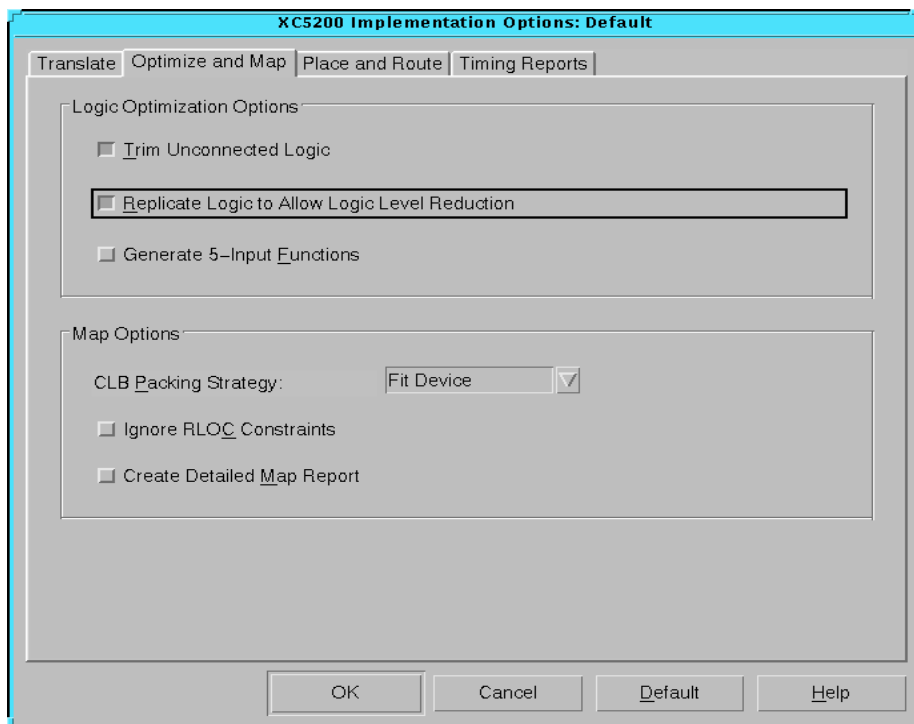 XC5200 Implementation Options: Default
Translate Optimize and Map Place and Route Timing Reports
Logic Optimization Options
Trim Unconnected Logic
Replicate Logic to Allow Logic Level Reduction
Generate 5-Input Functions
Map Options
CLB Packing Strategy: Fit Device
Ignore RLOC Constraints
Create Detailed Map Report
OK Cancel Default Help